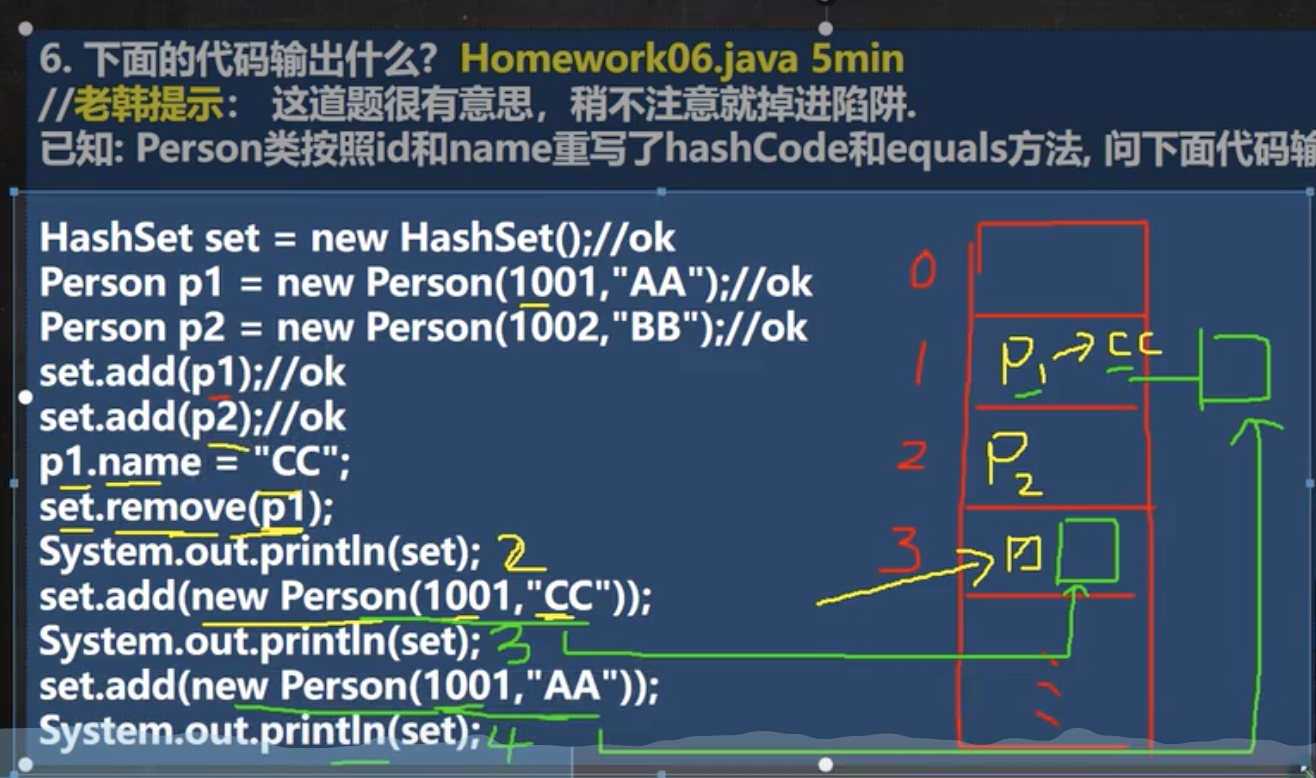 6. 下面的代码输出什么? Homework06.java 5min
//老韩提示: 这道题很有意思，稍不注意就掉进陷阱.
已知: Person类按照id和name重写了hashCode和equals方法, 问下面代码输
HashSet set = new HashSet();//ok
Person p1 = new Person(1001,"AA");//ok
Person p2 = new Person(1002,"BB");//ok
set.add(p1);//ok
set.add(p2);//ok
p1.name = "CC";
set.remove(p1);
System.out.println(set); 2
set.add(new Person(1001,"CC"));
System.out.println(set); 3
set.add(new Person(1001,"AA"));
System.out.println(set); 4
0
1 P1 → CC
2 P2
3